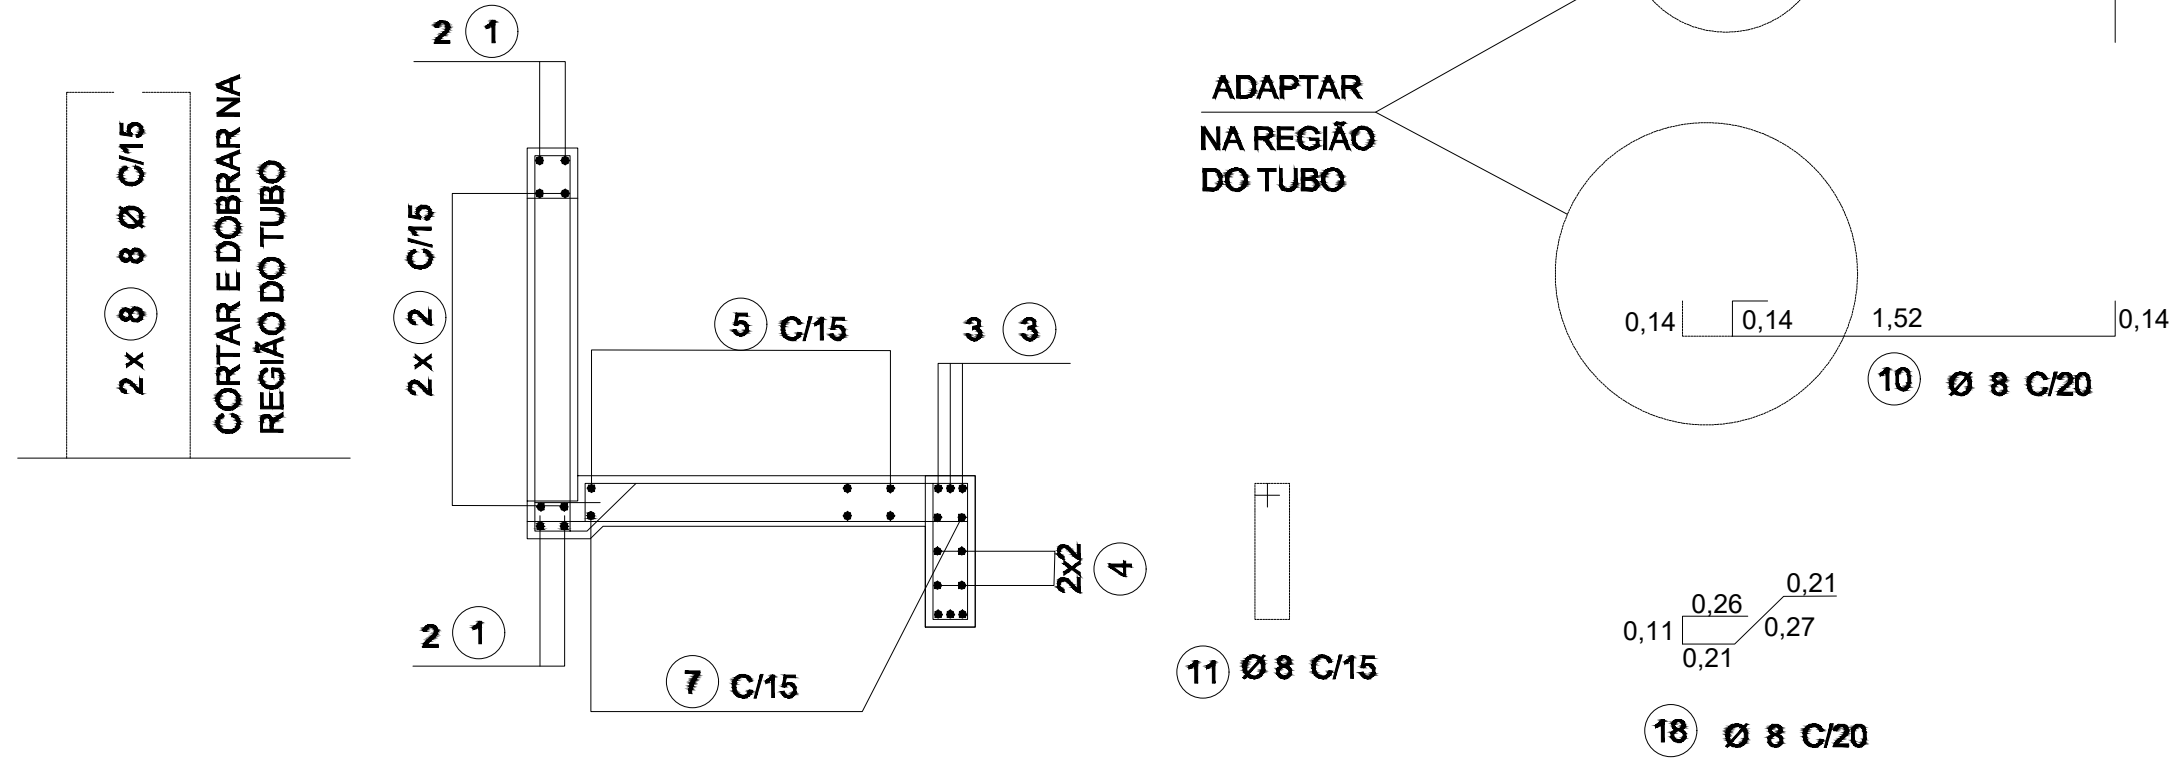 2 1
2 x 8 8 Ø C/15
CORTAR E DOBRAR NA
REGIÃO DO TUBO
2 x 2 C/15
5 C/15
3 3
2x2 4
2 1
7 C/15
ADAPTAR
NA REGIÃO
DO TUBO
0,14
0,14
1,52
0,14
10 Ø 8 C/20
11 Ø 8 C/15
0,21
0,26
0,11
0,27
0,21
18 Ø 8 C/20